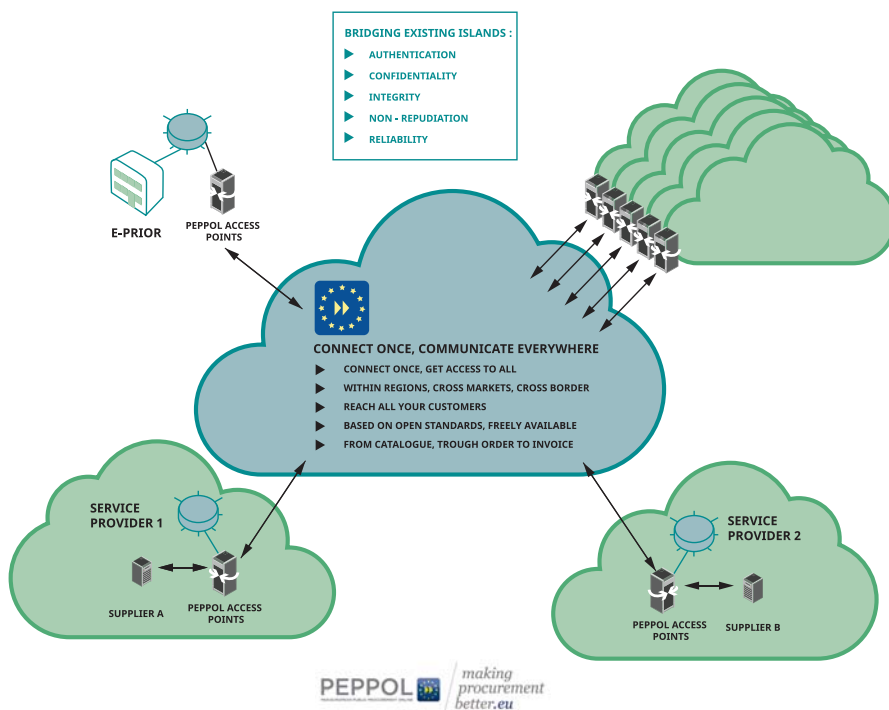 BRIDGING EXISTING ISLANDS :
AUTHENTICATION
CONFIDENTIALITY
INTEGRITY
NON - REPUDIATION
RELIABILITY
E-PRIOR
PEPPOL ACCESS
POINTS
CONNECT ONCE, COMMUNICATE EVERYWHERE
CONNECT ONCE, GET ACCESS TO ALL
WITHIN REGIONS, CROSS MARKETS, CROSS BORDER
REACH ALL YOUR CUSTOMERS
BASED ON OPEN STANDARDS, FREELY AVAILABLE
FROM CATALOGUE, TROUGH ORDER TO INVOICE
SERVICE
PROVIDER 1
SUPPLIER A
PEPPOL ACCESS
POINTS
SERVICE
PROVIDER 2
PEPPOL ACCESS
POINTS
SUPPLIER B
PEPPOL
making
procurement
better.eu